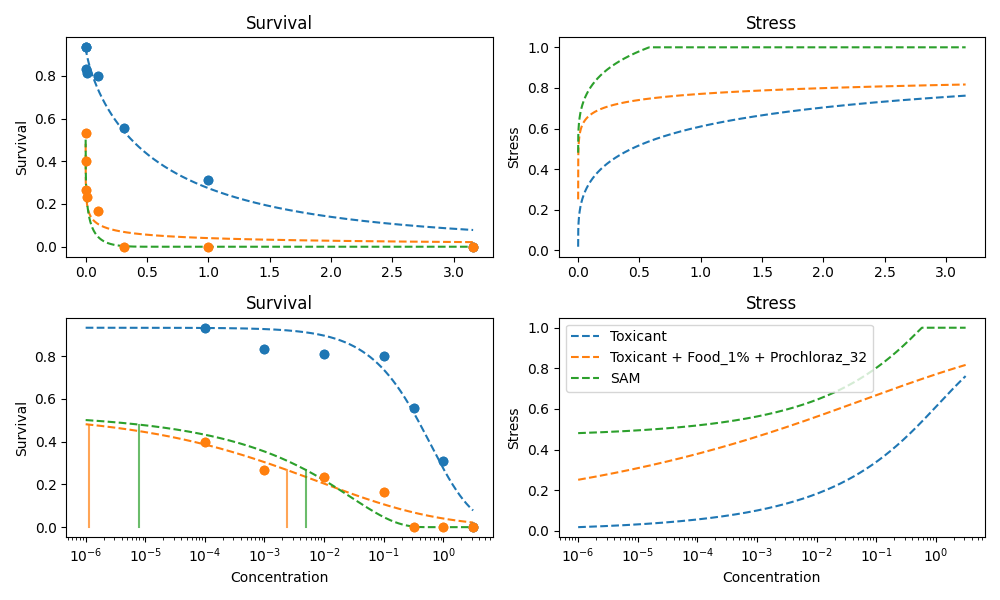 Survival
Survival
0.8
0.6
0.4
0.2
0.0
0.0 0.5 1.0 1.5 2.0 2.5 3.0
Stress
Stress
1.0
0.8
0.6
0.4
0.2
0.0
0.0 0.5 1.0 1.5 2.0 2.5 3.0
Survival
Survival
0.8
0.6
0.4
0.2
0.0
10⁻⁶ 10⁻⁵ 10⁻⁴ 10⁻³ 10⁻² 10⁻¹ 10⁰
Concentration
Stress
Stress
1.0
0.8
0.6
0.4
0.2
0.0
Toxicant
Toxicant + Food_1% + Prochloraz_32
SAM
10⁻⁶ 10⁻⁵ 10⁻⁴ 10⁻³ 10⁻² 10⁻¹ 10⁰
Concentration